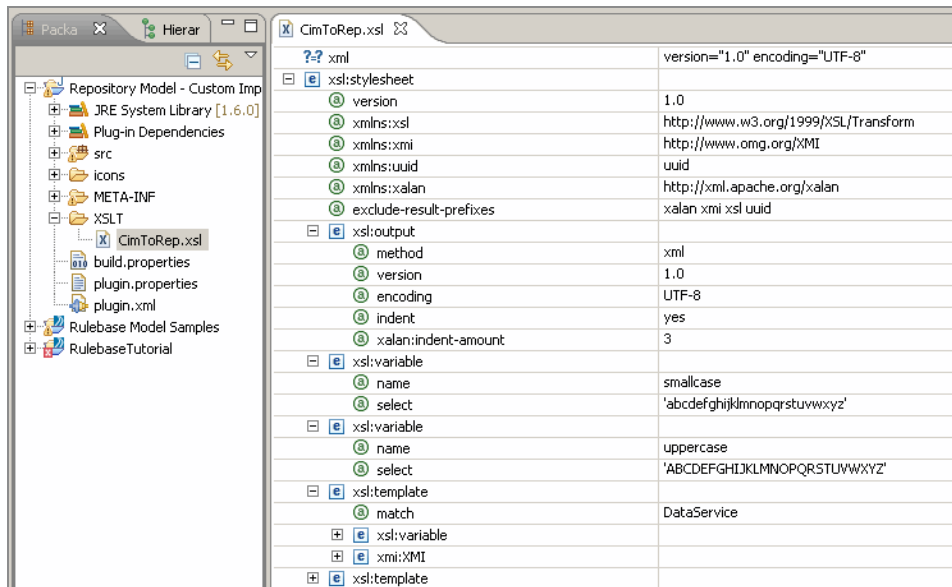 Packa
Hierar
Repository Model - Custom Imp
JRE System Library [1.6.0]
Plug-in Dependencies
src
icons
META-INF
XSLT
CimToRep.xsl
build.properties
plugin.properties
plugin.xml
Rulebase Model Samples
RulebaseTutorial
CimToRep.xsl
?=? xml version="1.0" encoding="UTF-8"
e xsl:stylesheet
a version 1.0
a xmlns:xsl http://www.w3.org/1999/XSL/Transform
a xmlns:xmi http://www.omg.org/XMI
a xmlns:uuid uuid
a xmlns:xalan http://xml.apache.org/xalan
a exclude-result-prefixes xalan xmi xsl uuid
e xsl:output
a method xml
a version 1.0
a encoding UTF-8
a indent yes
a xalan:indent-amount 3
e xsl:variable
a name smallcase
a select 'abcdefghijklmnopqrstuvwxyz'
e xsl:variable
a name uppercase
a select 'ABCDEFGHIJKLMNOPQRSTUVWXYZ'
e xsl:template
a match DataService
e xsl:variable
e xmi:XMI
e xsl:template